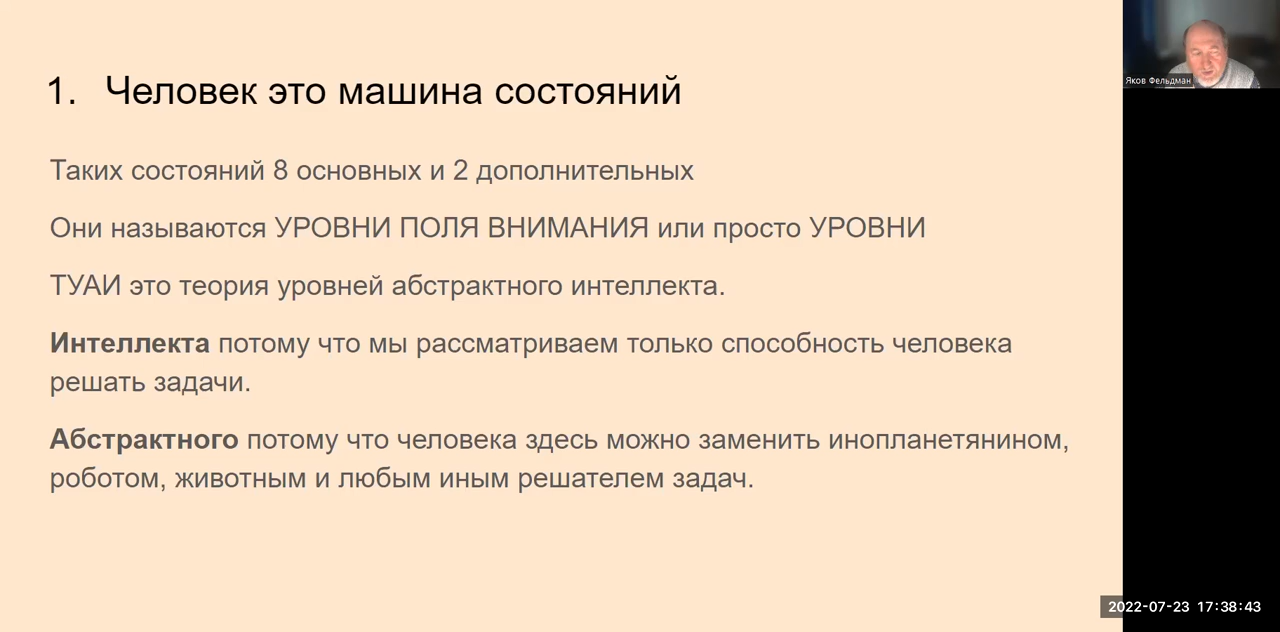 1. Человек это машина состояний
Таких состояний 8 основных и 2 дополнительных
Они называются УРОВНИ ПОЛЯ ВНИМАНИЯ или просто УРОВНИ
ТУАИ это теория уровней абстрактного интеллекта.
Интеллекта потому что мы рассматриваем только способность человека
решать задачи.
Абстрактного потому что человека здесь можно заменить инопланетянином,
роботом, животным и любым иным решателем задач.
Яков Фельдман
2022-07-23 17:38:43